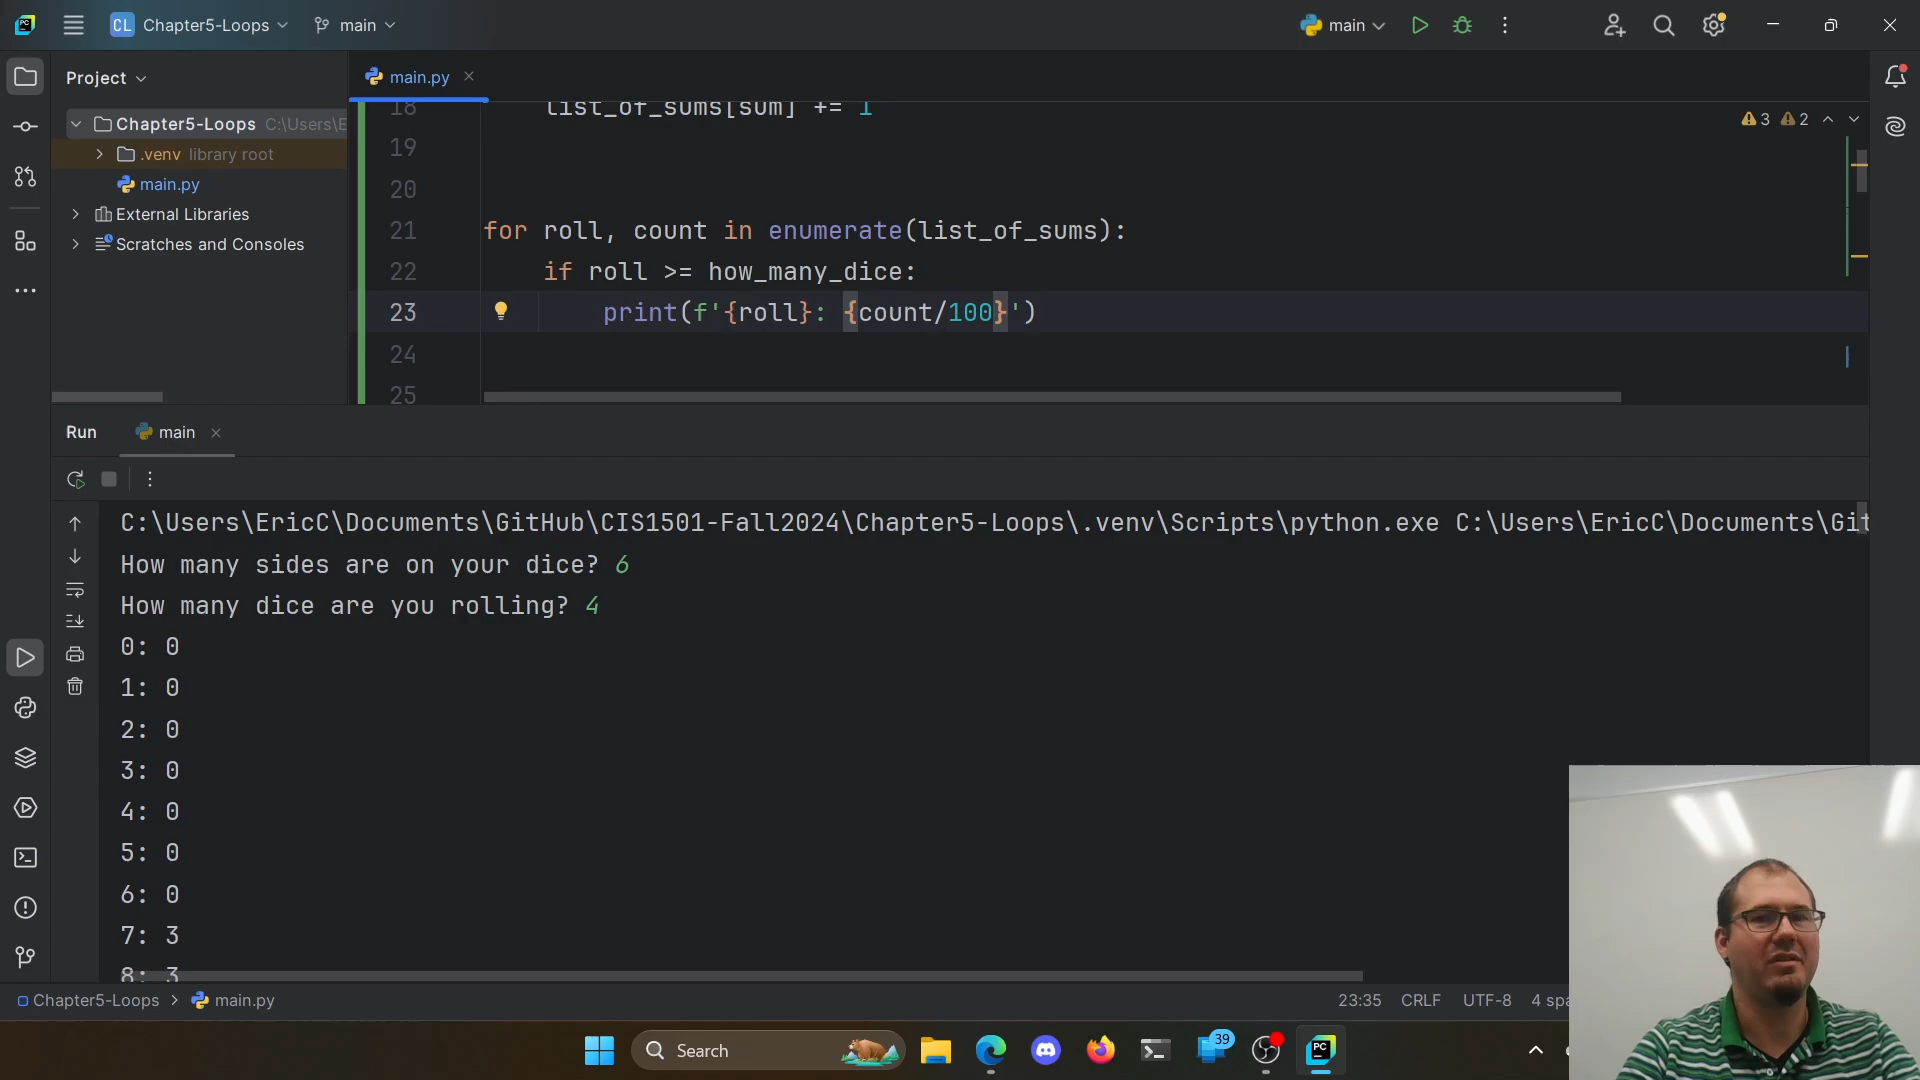 PC
CL Chapter5-Loops main
main
Project
main.py
Chapter5-Loops C:\Users\E
.venv library root
main.py
External Libraries
Scratches and Consoles
18 list_of_sums[sum] += 1
3 2
19
20
21 for roll, count in enumerate(list_of_sums):
22 if roll >= how_many_dice:
23 print(f'{roll}: {count/100}')
24
25
Run main
C:\Users\EricC\Documents\GitHub\CIS1501-Fall2024\Chapter5-Loops\.venv\Scripts\python.exe C:\Users\EricC\Documents\Git
How many sides are on your dice? 6
How many dice are you rolling? 4
0: 0
1: 0
2: 0
3: 0
4: 0
5: 0
6: 0
7: 3
8: 3
Chapter5-Loops > main.py
23:35 CRLF UTF-8 4 spa
Search
39
PC